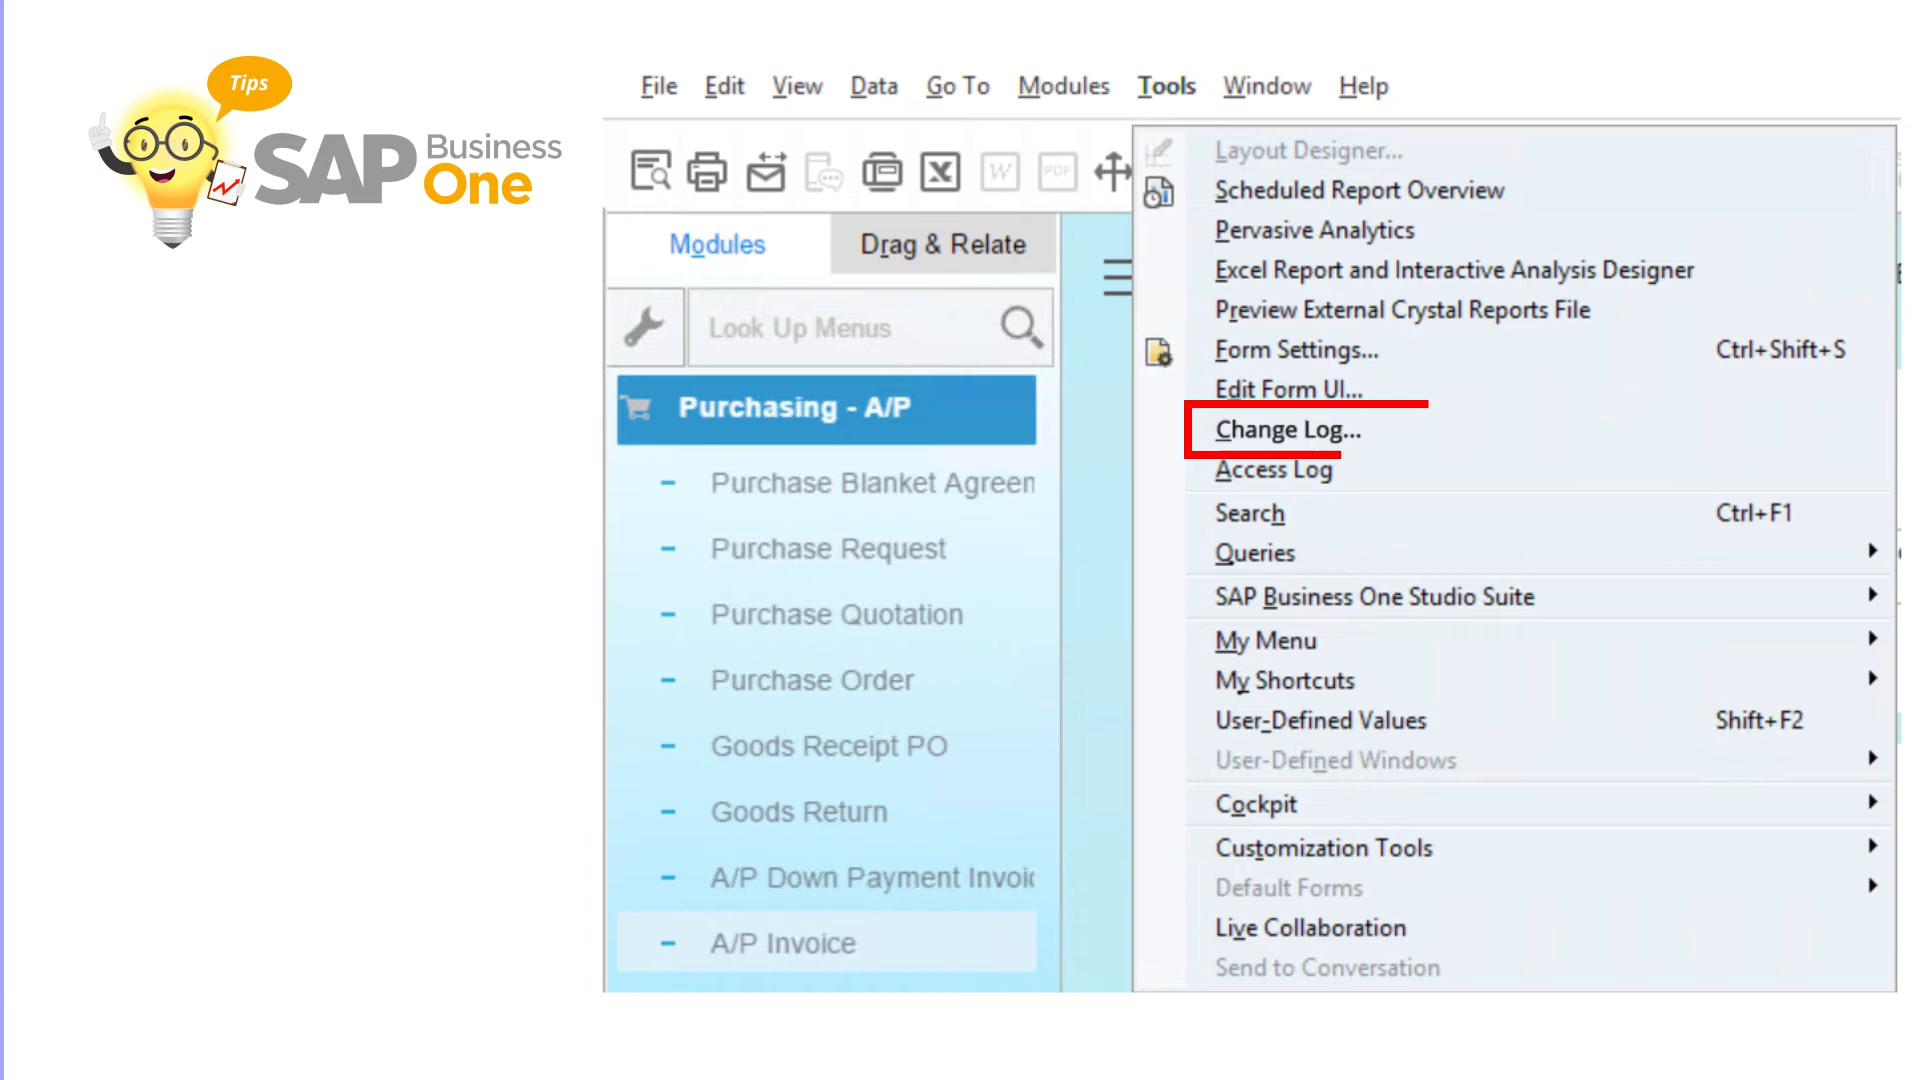 Tips
SAP Business One
File Edit View Data Go To Modules Tools Window Help
W PDF
Modules Drag & Relate
Look Up Menus
Purchasing - A/P
Purchase Blanket Agreen
Purchase Request
Purchase Quotation
Purchase Order
Goods Receipt PO
Goods Return
A/P Down Payment Invoic
A/P Invoice
Layout Designer...
Scheduled Report Overview
Pervasive Analytics
Excel Report and Interactive Analysis Designer
Preview External Crystal Reports File
Form Settings... Ctrl+Shift+S
Edit Form UI...
Change Log...
Access Log
Search Ctrl+F1
Queries
SAP Business One Studio Suite
My Menu
My Shortcuts
User-Defined Values Shift+F2
User-Defined Windows
Cockpit
Customization Tools
Default Forms
Live Collaboration
Send to Conversation